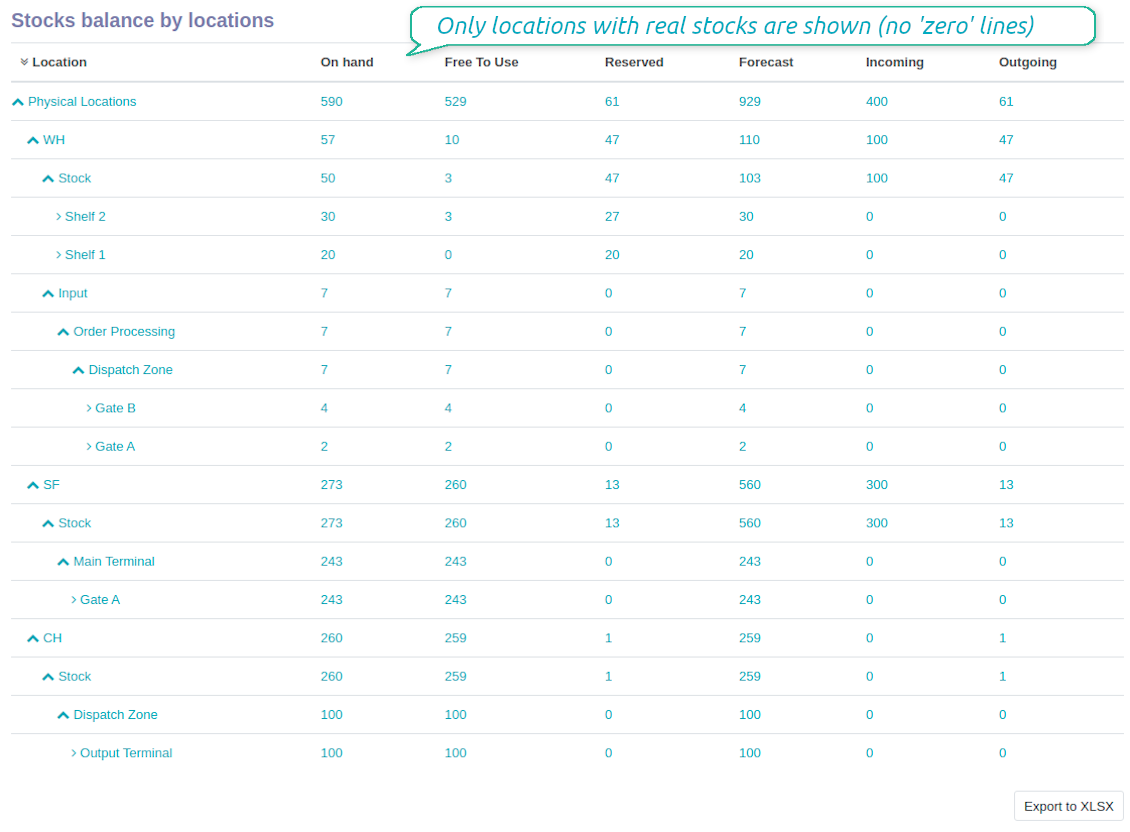 Stocks balance by locations
Only locations with real stocks are shown (no 'zero' lines)
Location On hand Free To Use Reserved Forecast Incoming Outgoing
Physical Locations 590 529 61 929 400 61
WH 57 10 47 110 100 47
Stock 50 3 47 103 100 47
Shelf 2 30 3 27 30 0 0
Shelf 1 20 0 20 20 0 0
Input 7 7 0 7 0 0
Order Processing 7 7 0 7 0 0
Dispatch Zone 7 7 0 7 0 0
Gate B 4 4 0 4 0 0
Gate A 2 2 0 2 0 0
SF 273 260 13 560 300 13
Stock 273 260 13 560 300 13
Main Terminal 243 243 0 243 0 0
Gate A 243 243 0 243 0 0
CH 260 259 1 259 0 1
Stock 260 259 1 259 0 1
Dispatch Zone 100 100 0 100 0 0
Output Terminal 100 100 0 100 0 0
Export to XLSX